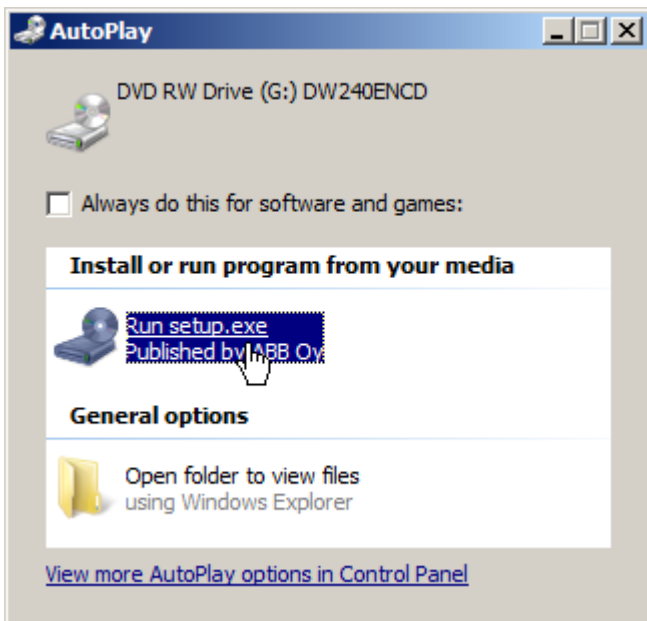 AutoPlay
DVD RW Drive (G:) DW240ENCD
Always do this for software and games:
Install or run program from your media
Run setup.exe
Published by ABB Oy
General options
Open folder to view files
using Windows Explorer
View more AutoPlay options in Control Panel